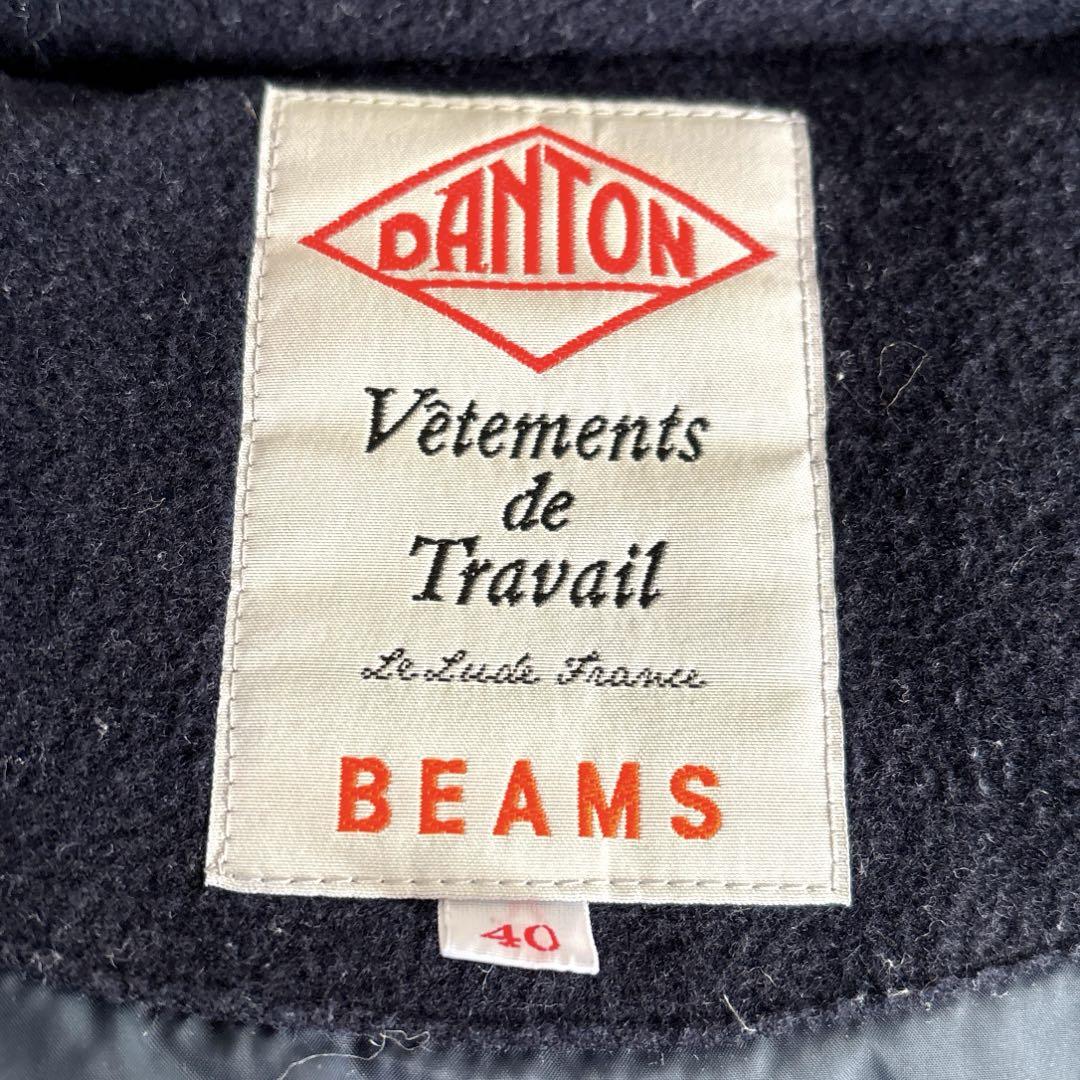 DANTON
Vêtements
de
Travail
Le Lude France
BEAMS
40